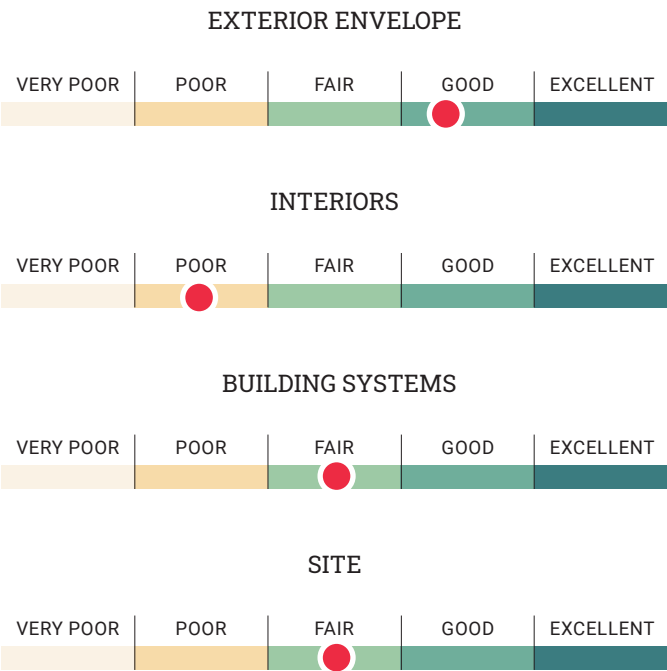 EXTERIOR ENVELOPE
VERY POOR POOR FAIR GOOD EXCELLENT
INTERIORS
VERY POOR POOR FAIR GOOD EXCELLENT
BUILDING SYSTEMS
VERY POOR POOR FAIR GOOD EXCELLENT
SITE
VERY POOR POOR FAIR GOOD EXCELLENT